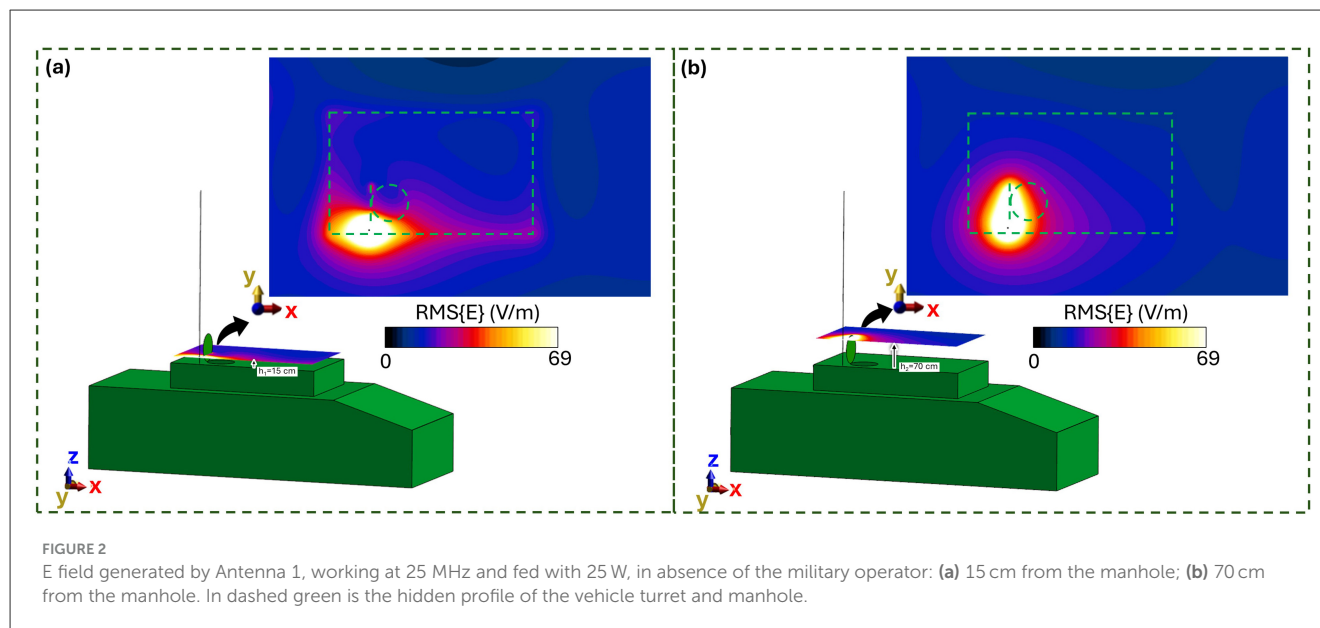 (a)
y
x
RMS{E} (V/m)
0
69
h₁=15 cm
z
y
x
(b)
y
x
RMS{E} (V/m)
0
69
h₂=70 cm
z
y
x
FIGURE 2
E field generated by Antenna 1, working at 25 MHz and fed with 25 W, in absence of the military operator: (a) 15 cm from the manhole; (b) 70 cm
from the manhole. In dashed green is the hidden profile of the vehicle turret and manhole.